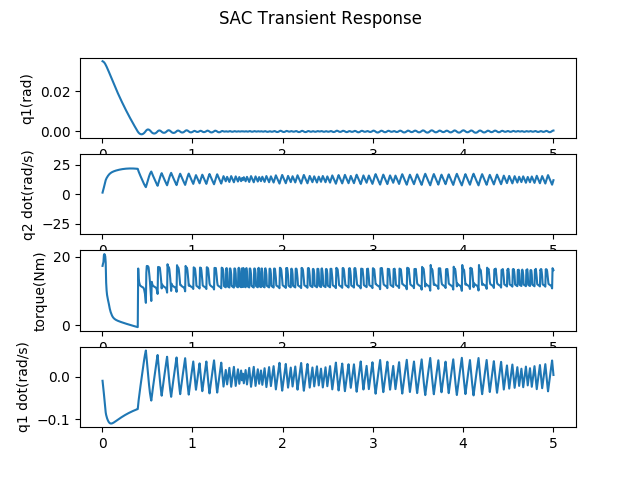 SAC Transient Response
q1(rad)
0.02
0.00
0 1 2 3 4 5
q2 dot(rad/s)
25
0
−25
0 1 2 3 4 5
torque(Nm)
20
0
0 1 2 3 4 5
q1 dot(rad/s)
0.0
−0.1
0 1 2 3 4 5